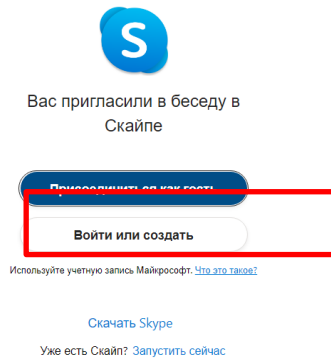 S
Вас пригласили в беседу в
Скайпе
Присоединиться как гость
Войти или создать
Используйте учетную запись Майкрософт. Что это такое?
Скачать Skype
Уже есть Скайп? Запустить сейчас